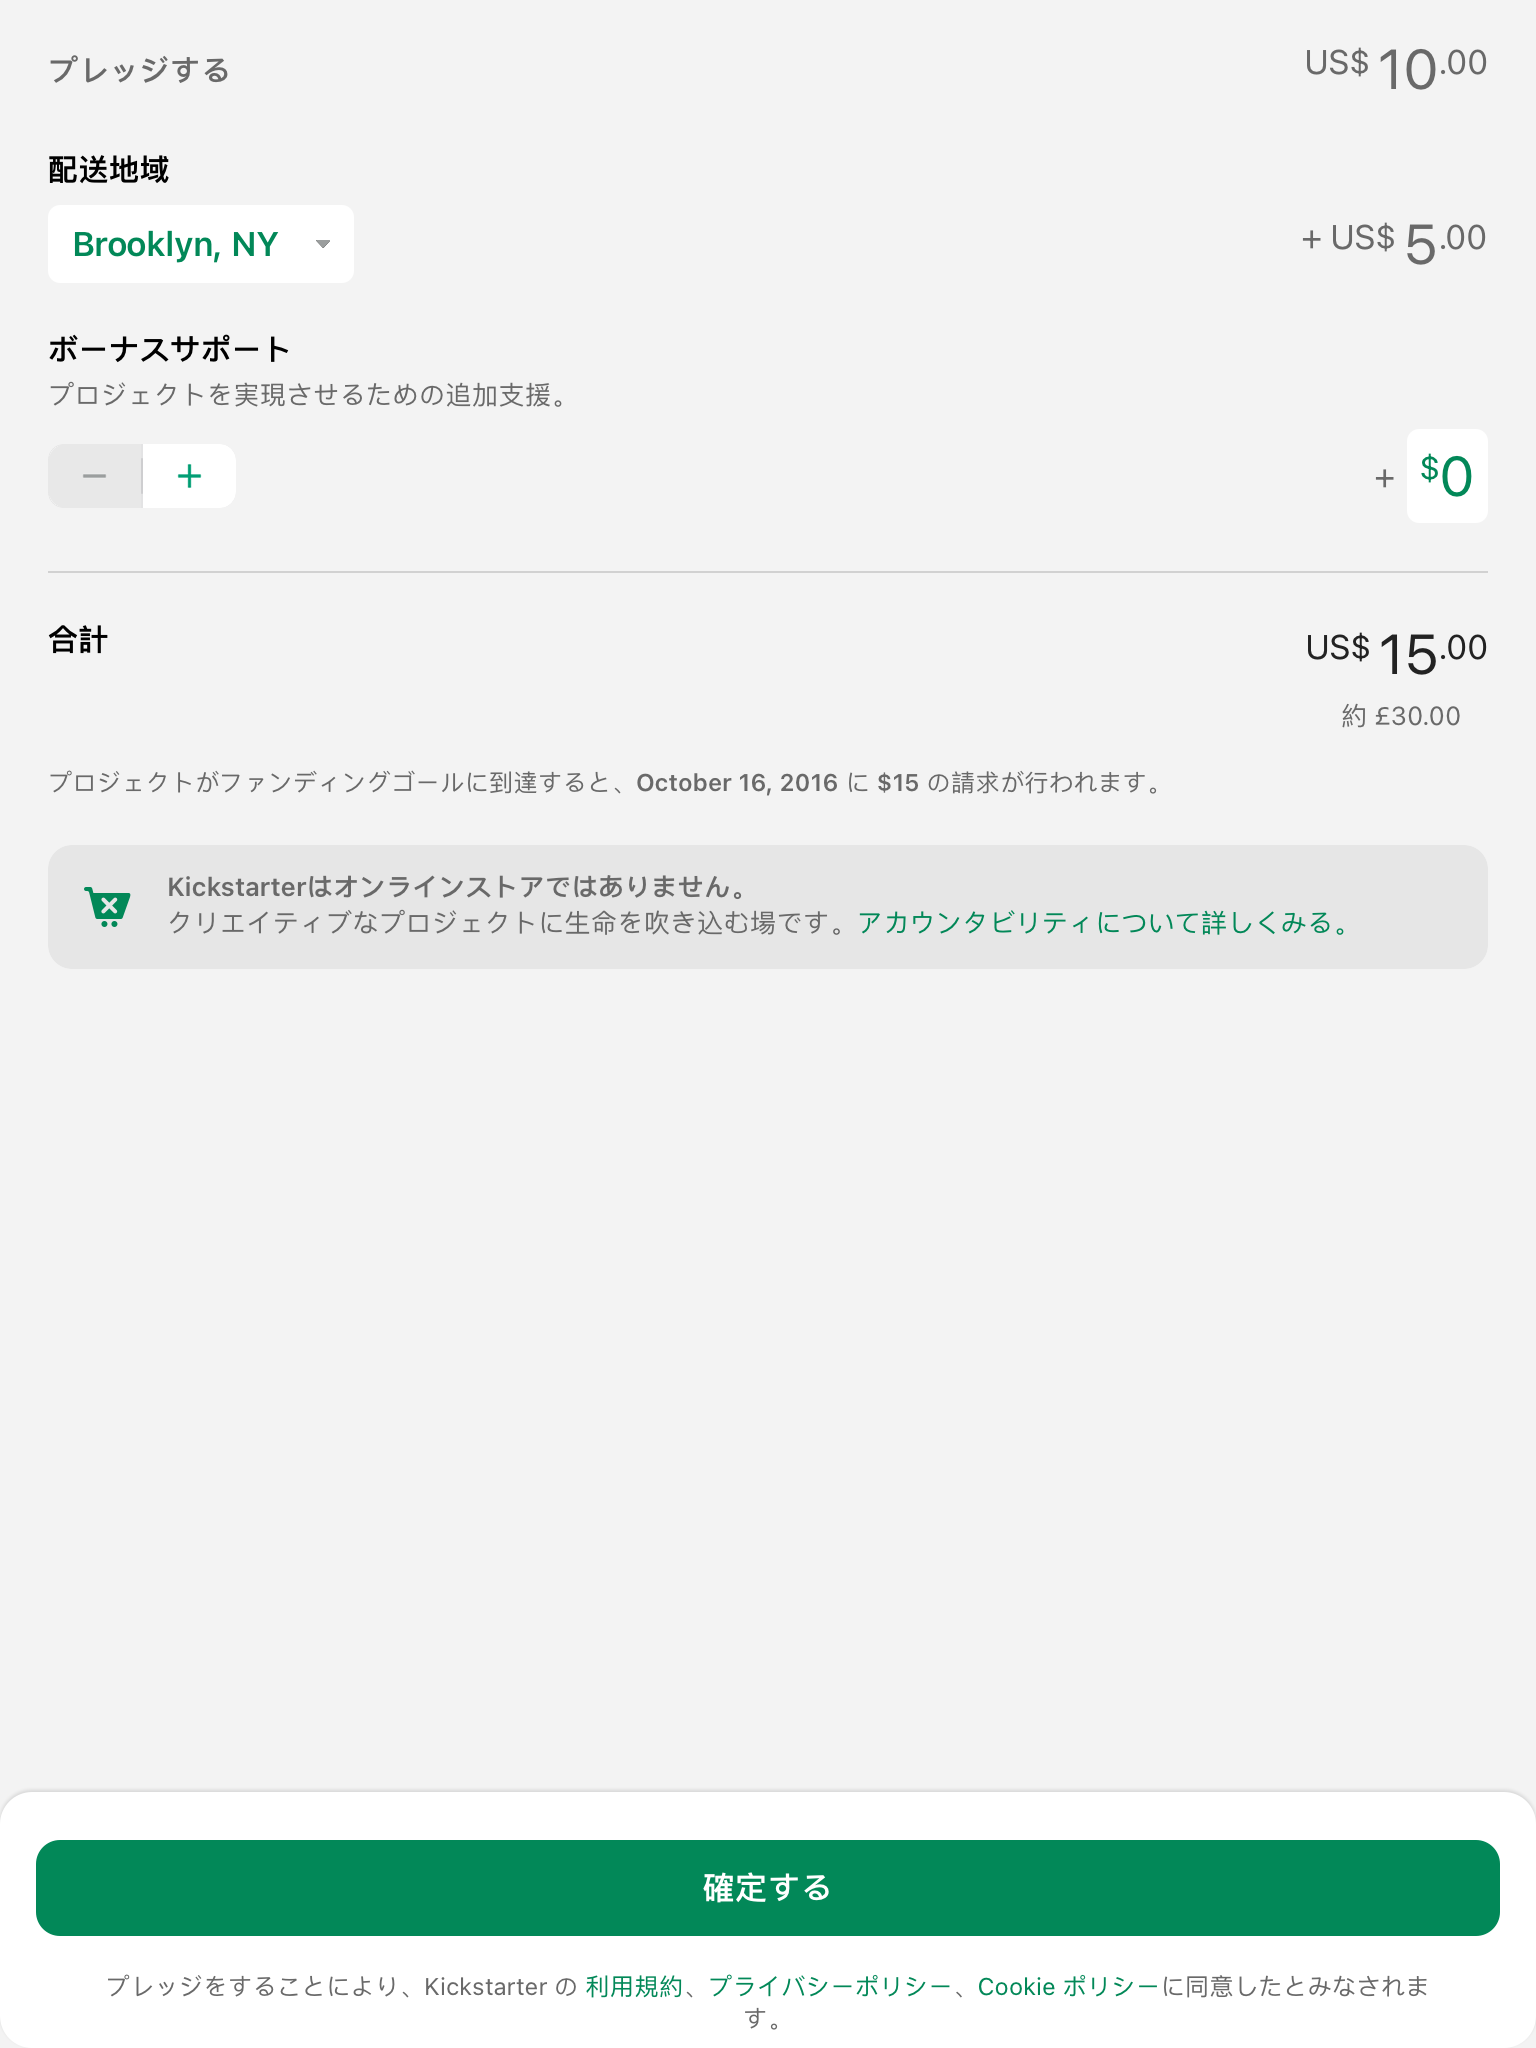 プレッジする US$ 10.00
配送地域
Brooklyn, NY + US$ 5.00
ボーナスサポート
プロジェクトを実現させるための追加支援。
− + + $0
合計 US$ 15.00
約 £30.00
プロジェクトがファンディングゴールに到達すると、October 16, 2016 に $15 の請求が行われます。
Kickstarterはオンラインストアではありません。
クリエイティブなプロジェクトに生命を吹き込む場です。アカウンタビリティについて詳しくみる。
確定する
プレッジをすることにより、Kickstarter の 利用規約、プライバシーポリシー、Cookie ポリシーに同意したとみなされま
す。